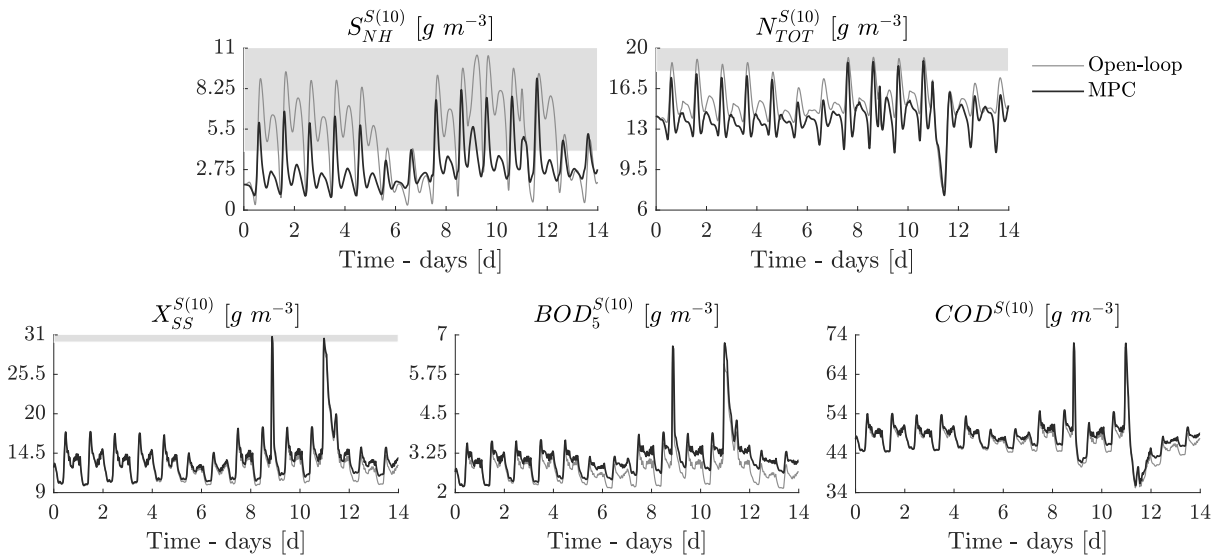 S_{NH}^{S(10)} [g m^{-3}]
11
8.25
5.5
2.75
0
0 2 4 6 8 10 12 14
Time - days [d]
N_{TOT}^{S(10)} [g m^{-3}]
20
16.5
13
9.5
6
0 2 4 6 8 10 12 14
Time - days [d]
Open-loop
MPC
X_{SS}^{S(10)} [g m^{-3}]
31
25.5
20
14.5
9
0 2 4 6 8 10 12 14
Time - days [d]
BOD_5^{S(10)} [g m^{-3}]
7
5.75
4.5
3.25
2
0 2 4 6 8 10 12 14
Time - days [d]
COD^{S(10)} [g m^{-3}]
74
64
54
44
34
0 2 4 6 8 10 12 14
Time - days [d]